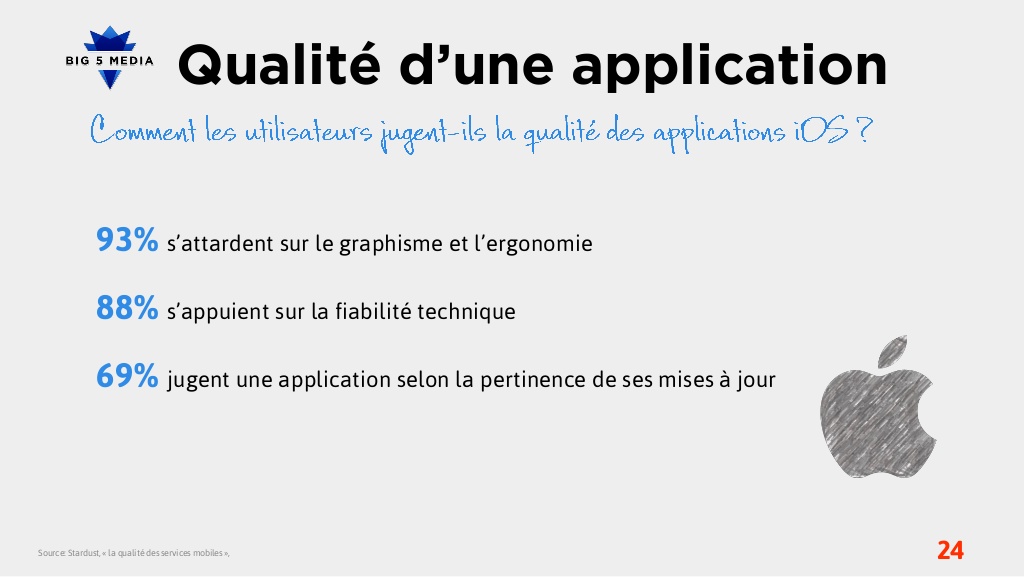 BIG 5 MEDIA
Qualité d’une application
Comment les utilisateurs jugent-ils la qualité des applications iOS ?
93% s’attardent sur le graphisme et l’ergonomie
88% s’appuient sur la fiabilité technique
69% jugent une application selon la pertinence de ses mises à jour
Source: Stardust, « la qualité des services mobiles »,
24